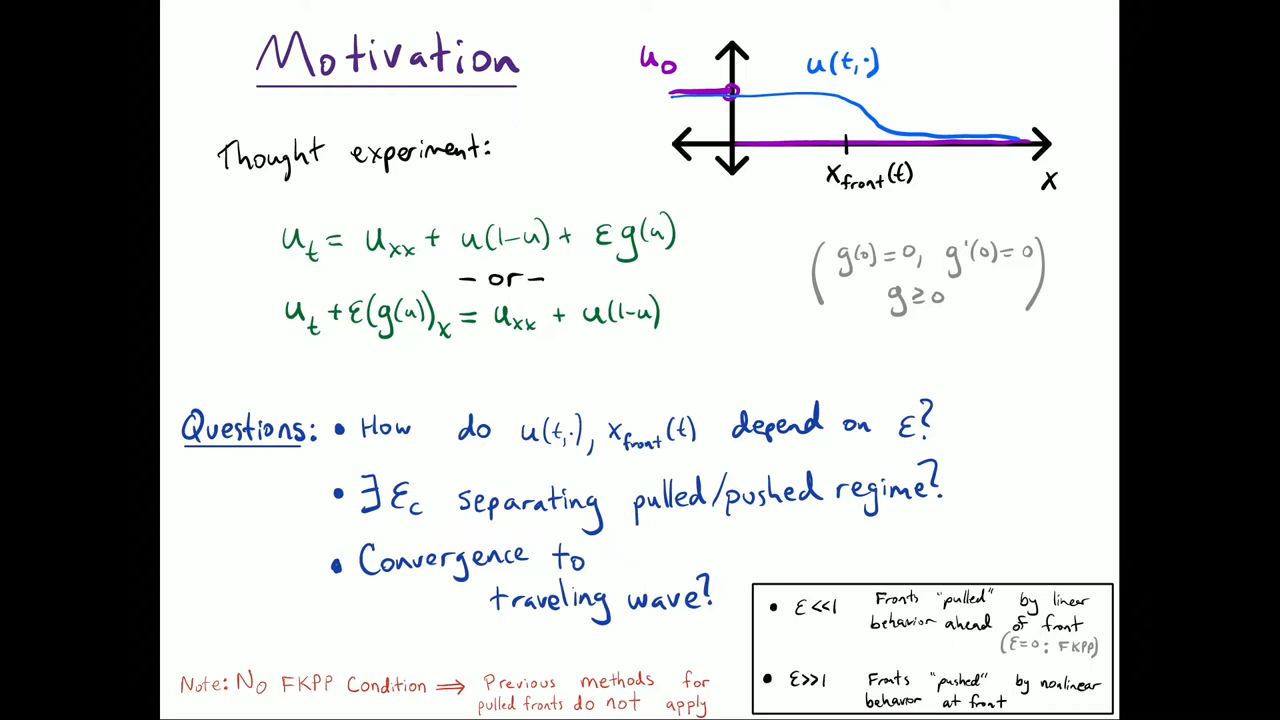 Motivation
u₀
u(t,·)
x_front(t)
x
Thought experiment:
u_t = u_xx + u(1-u) + εg(u)
- or -
u_t + ε(g(u))_x = u_xx + u(1-u)
(g(0)=0, g'(0)=0
g≥0)
Questions: • How do u(t,·), x_front(t) depend on ε?
• ∃ ε_c separating pulled/pushed regime?
• Convergence to
traveling wave?
• ε<<1 Fronts "pulled" by linear
behavior ahead of front
(ε=0: FKPP)
• ε>>1 Fronts "pushed" by nonlinear
behavior at front
Note: No FKPP Condition ⟹ Previous methods for
pulled fronts do not apply